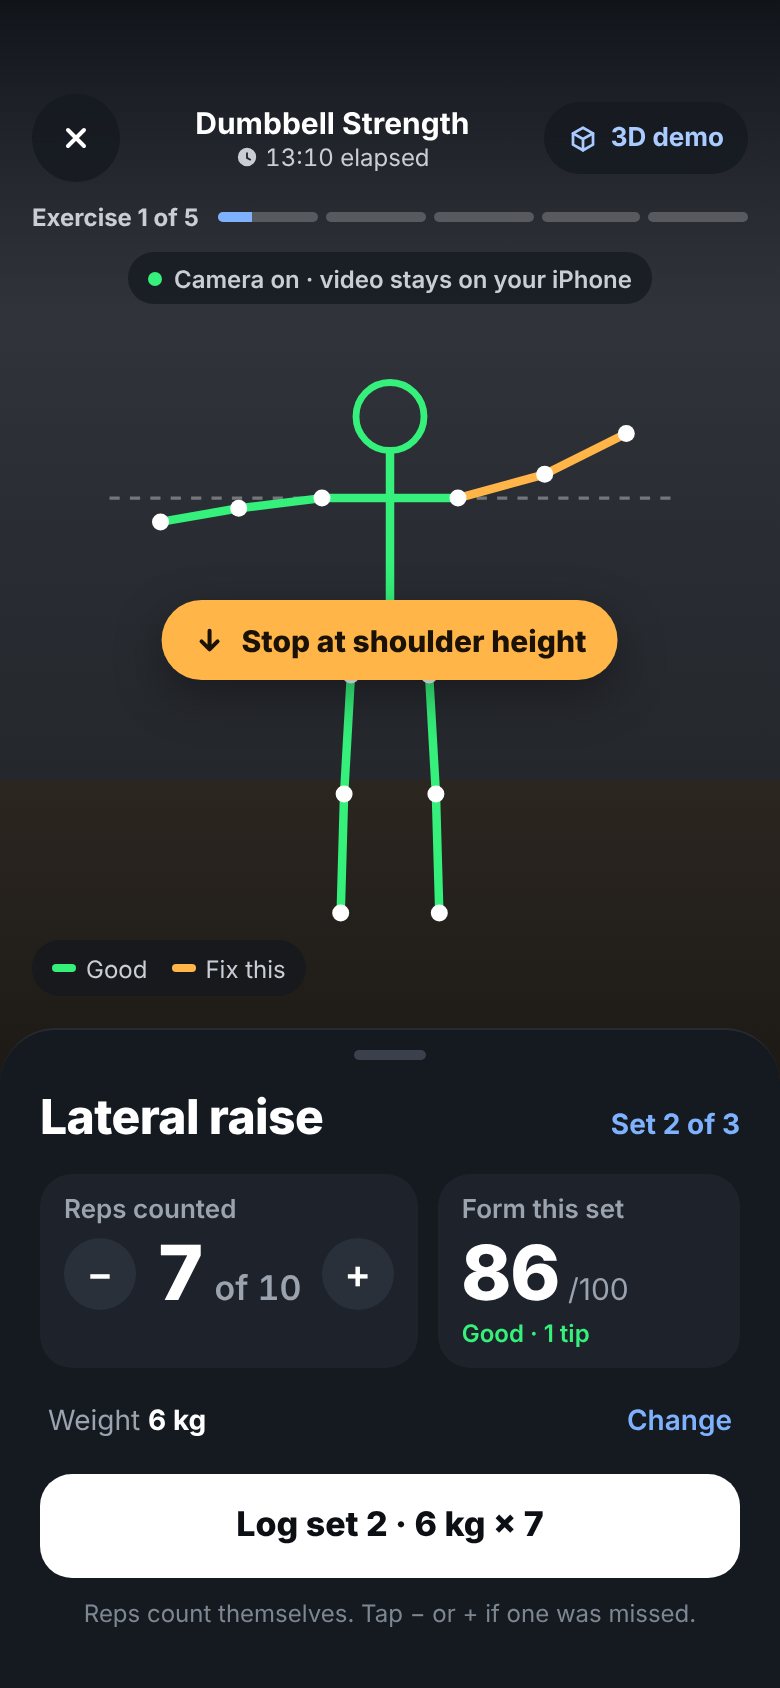 Dumbbell Strength
13:10 elapsed
3D demo
Exercise 1 of 5
Camera on · video stays on your iPhone
Stop at shoulder height
Good
Fix this
Lateral raise
Set 2 of 3
Reps counted
− 7 of 10 +
Form this set
86 /100
Good · 1 tip
Weight 6 kg
Change
Log set 2 · 6 kg × 7
Reps count themselves. Tap − or + if one was missed.